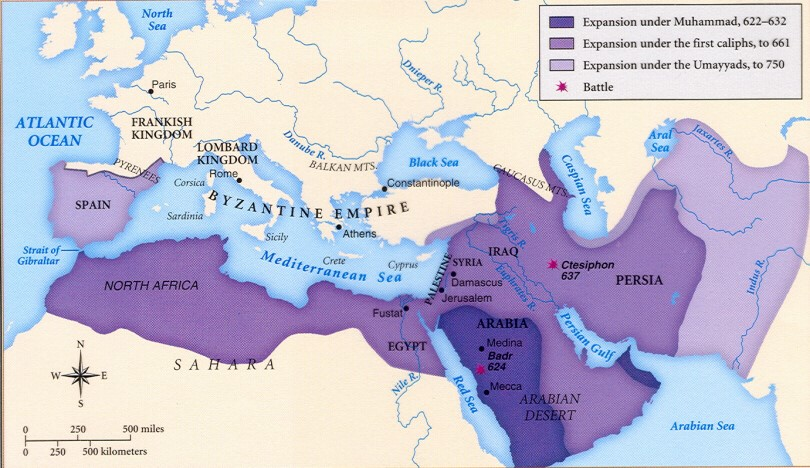 Expansion under Muhammad, 622–632
Expansion under the first caliphs, to 661
Expansion under the Umayyads, to 750
Battle
North
Sea
Paris
ATLANTIC
OCEAN
FRANKISH
KINGDOM
LOMBARD
KINGDOM
Rome
Dnieper R.
Danube R.
BALKAN MTS.
Black Sea
CAUCASUS MTS.
Caspian Sea
Aral
Sea
Jaxartes R.
PYRENEES
Corsica
Constantinople
SPAIN
BYZANTINE EMPIRE
Sardinia
Sicily
Athens
Strait of
Gibraltar
Mediterranean Sea
Crete
Cyprus
Tigris R.
IRAQ
SYRIA
Ctesiphon
637
PERSIA
Indus R.
NORTH AFRICA
PALESTINE
Damascus
Jerusalem
Euphrates R.
Fustat
ARABIA
Persian Gulf
EGYPT
Medina
Badr
624
SAHARA
Nile R.
Red Sea
Mecca
ARABIAN
DESERT
Arabian Sea
N
W
E
S
0 250 500 miles
0 250 500 kilometers